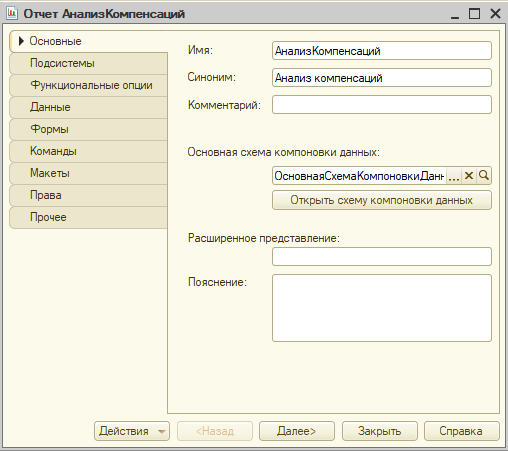 Отчет АнализКомпенсаций
Основные
Подсистемы
Функциональные опции
Данные
Формы
Команды
Макеты
Права
Прочее
Имя: АнализКомпенсаций
Синоним: Анализ компенсаций
Комментарий:
Основная схема компоновки данных:
ОсновнаяСхемаКомпоновкиДанн ...
Открыть схему компоновки данных
Расширенное представление:
Пояснение:
Действия <Назад Далее> Закрыть Справка